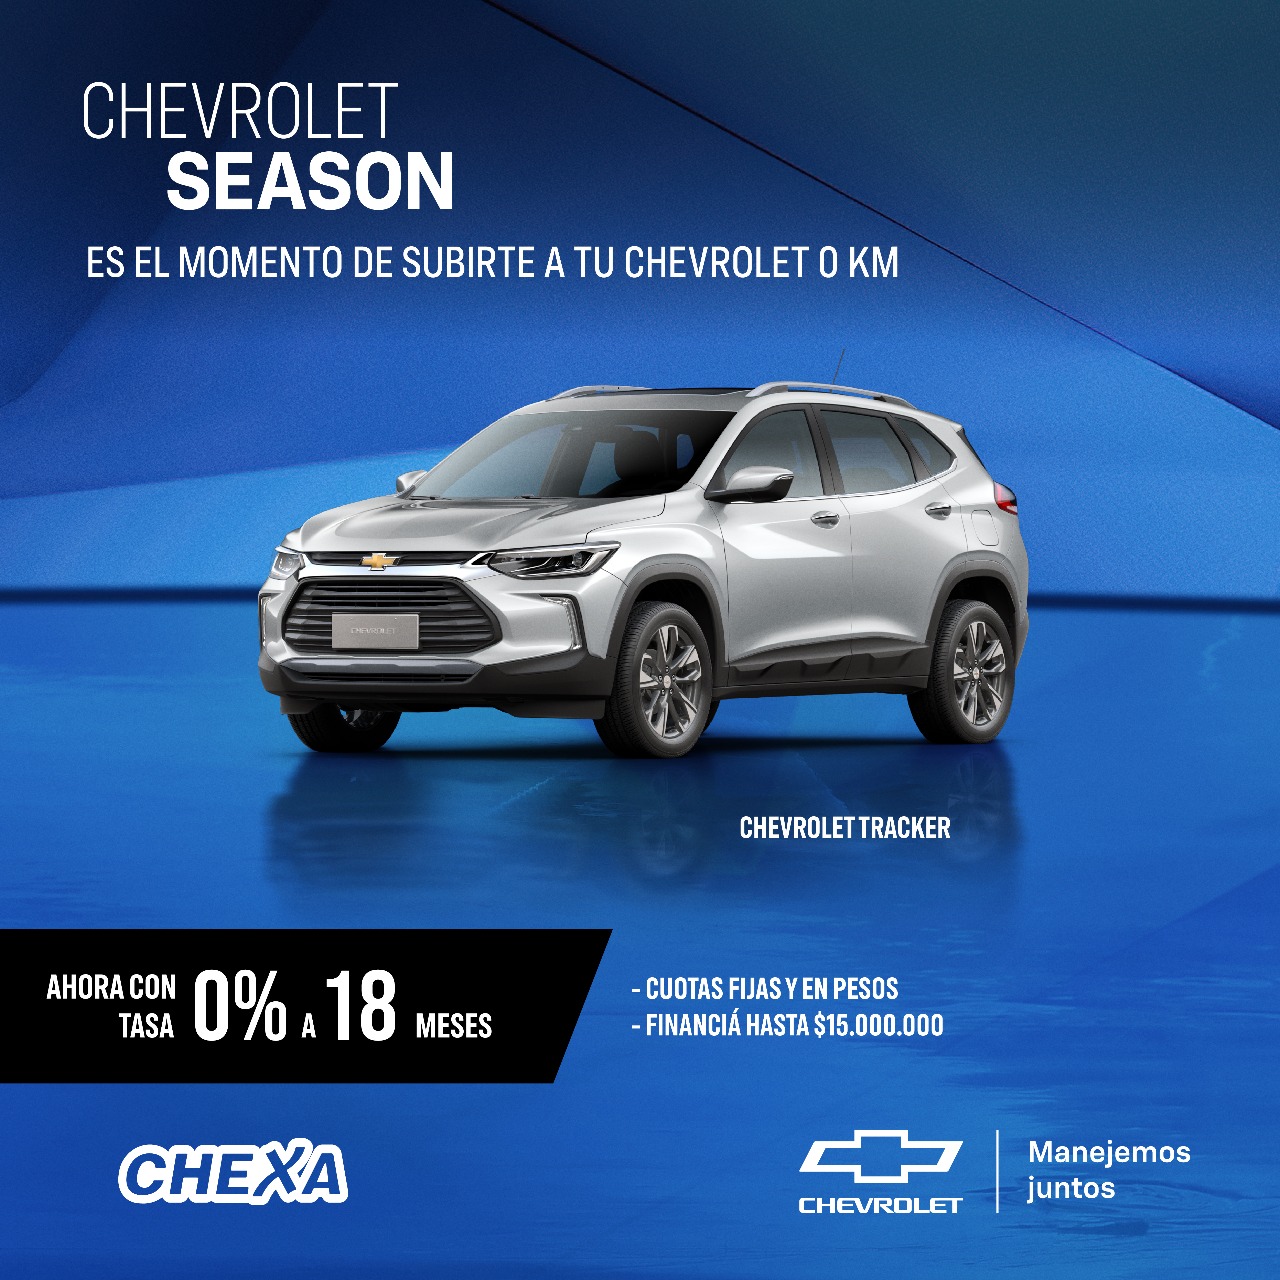 CHEVROLET
SEASON
ES EL MOMENTO DE SUBIRTE A TU CHEVROLET 0 KM
CHEVROLET
CHEVROLET TRACKER
AHORA CON
TASA 0% A 18 MESES
- CUOTAS FIJAS Y EN PESOS
- FINANCIÁ HASTA $15.000.000
CHEXA
CHEVROLET
Manejemos
juntos